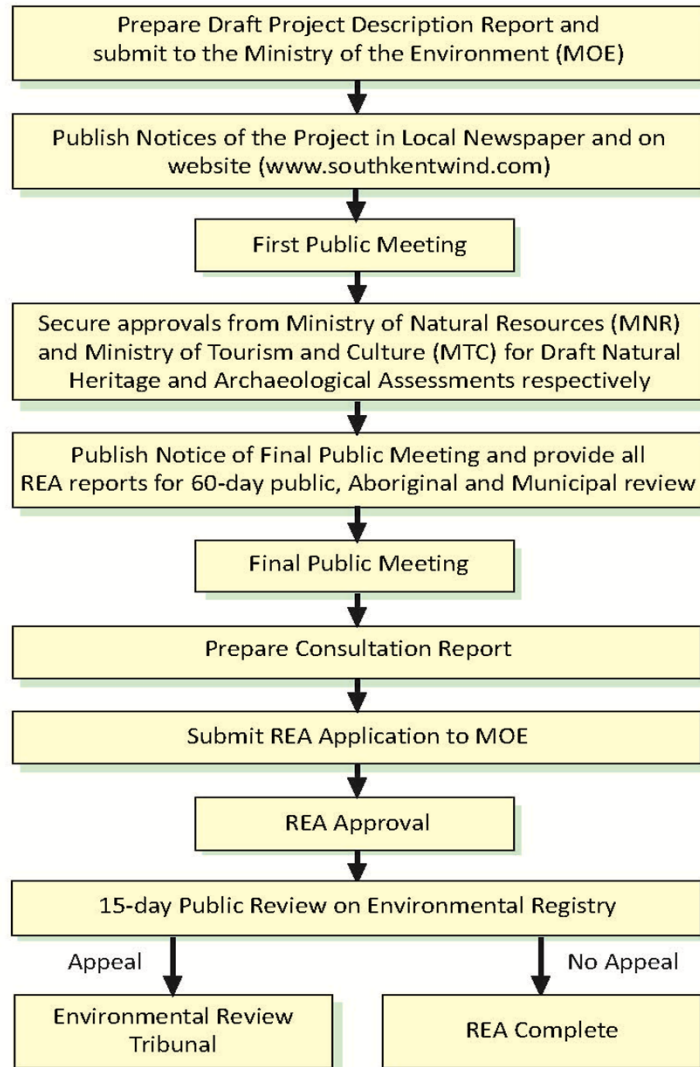 Prepare Draft Project Description Report and
submit to the Ministry of the Environment (MOE)
Publish Notices of the Project in Local Newspaper and on
website (www.southkentwind.com)
First Public Meeting
Secure approvals from Ministry of Natural Resources (MNR)
and Ministry of Tourism and Culture (MTC) for Draft Natural
Heritage and Archaeological Assessments respectively
Publish Notice of Final Public Meeting and provide all
REA reports for 60-day public, Aboriginal and Municipal review
Final Public Meeting
Prepare Consultation Report
Submit REA Application to MOE
REA Approval
15-day Public Review on Environmental Registry
Appeal
No Appeal
Environmental Review
Tribunal
REA Complete